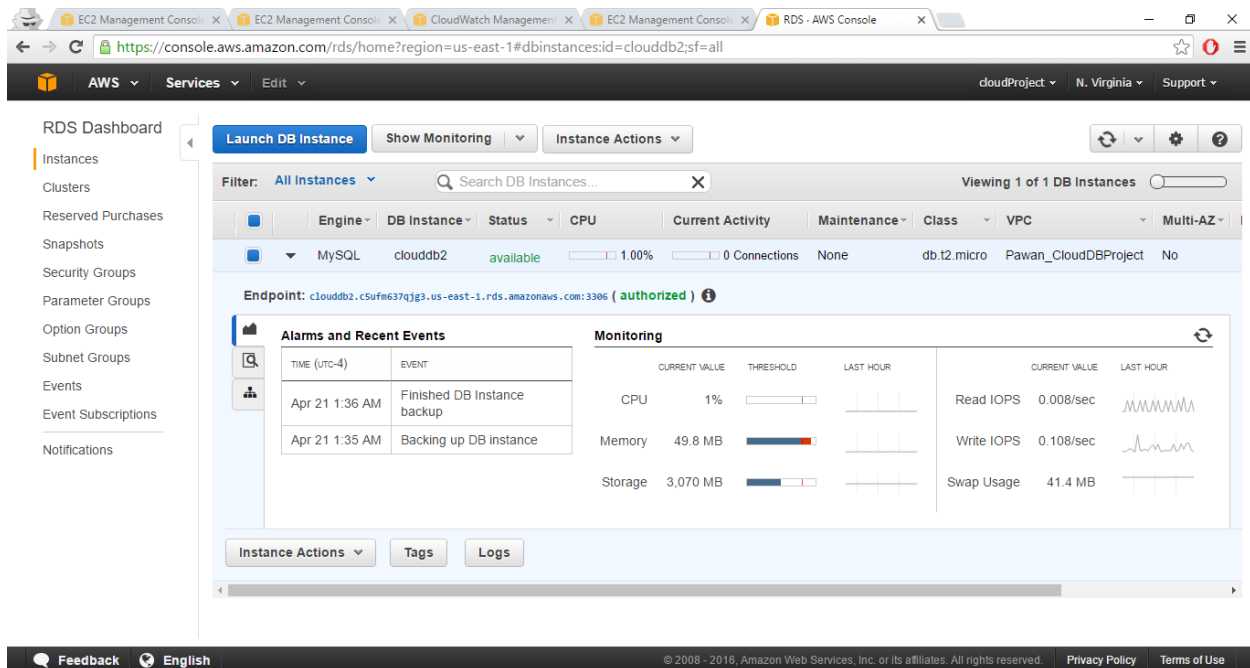 EC2 Management Console
EC2 Management Console
CloudWatch Management
EC2 Management Console
RDS · AWS Console
https://console.aws.amazon.com/rds/home?region=us-east-1#dbinstances:id=clouddb2;sf=all
AWS Services Edit cloudProject N. Virginia Support
RDS Dashboard
Instances
Clusters
Reserved Purchases
Snapshots
Security Groups
Parameter Groups
Option Groups
Subnet Groups
Events
Event Subscriptions
Notifications
Launch DB Instance Show Monitoring Instance Actions
Filter: All Instances Search DB Instances... Viewing 1 of 1 DB Instances
Engine DB Instance Status CPU Current Activity Maintenance Class VPC Multi-AZ
MySQL clouddb2 available 1.00% 0 Connections None db.t2.micro Pawan_CloudDBProject No
Endpoint: clouddb2.c5ufm637qjg3.us-east-1.rds.amazonaws.com:3306 ( authorized )
Alarms and Recent Events
TIME (UTC-4) EVENT
Apr 21 1:36 AM Finished DB Instance
backup
Apr 21 1:35 AM Backing up DB instance
Monitoring
CURRENT VALUE THRESHOLD LAST HOUR
CPU 1%
Memory 49.8 MB
Storage 3,070 MB
CURRENT VALUE LAST HOUR
Read IOPS 0.008/sec
Write IOPS 0.108/sec
Swap Usage 41.4 MB
Instance Actions Tags Logs
Feedback English © 2008 - 2016, Amazon Web Services, Inc. or its affiliates. All rights reserved. Privacy Policy Terms of Use